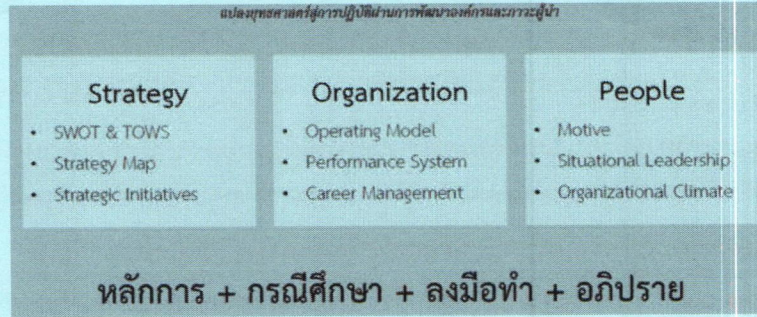 แปลงยุทธศาสตร์สู่การปฏิบัติผ่านการพัฒนาองค์กรและภาวะผู้นำ
Strategy
• SWOT & TOWS
• Strategy Map
• Strategic Initiatives
Organization
• Operating Model
• Performance System
• Career Management
People
• Motive
• Situational Leadership
• Organizational Climate
หลักการ + กรณีศึกษา + ลงมือทำ + อภิปราย